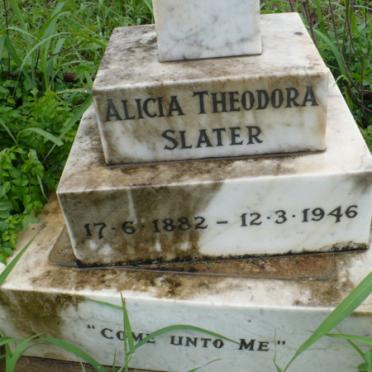 ALICIA THEODORA
SLATER
17·6·1882 - 12·3·1946
"COME UNTO ME"